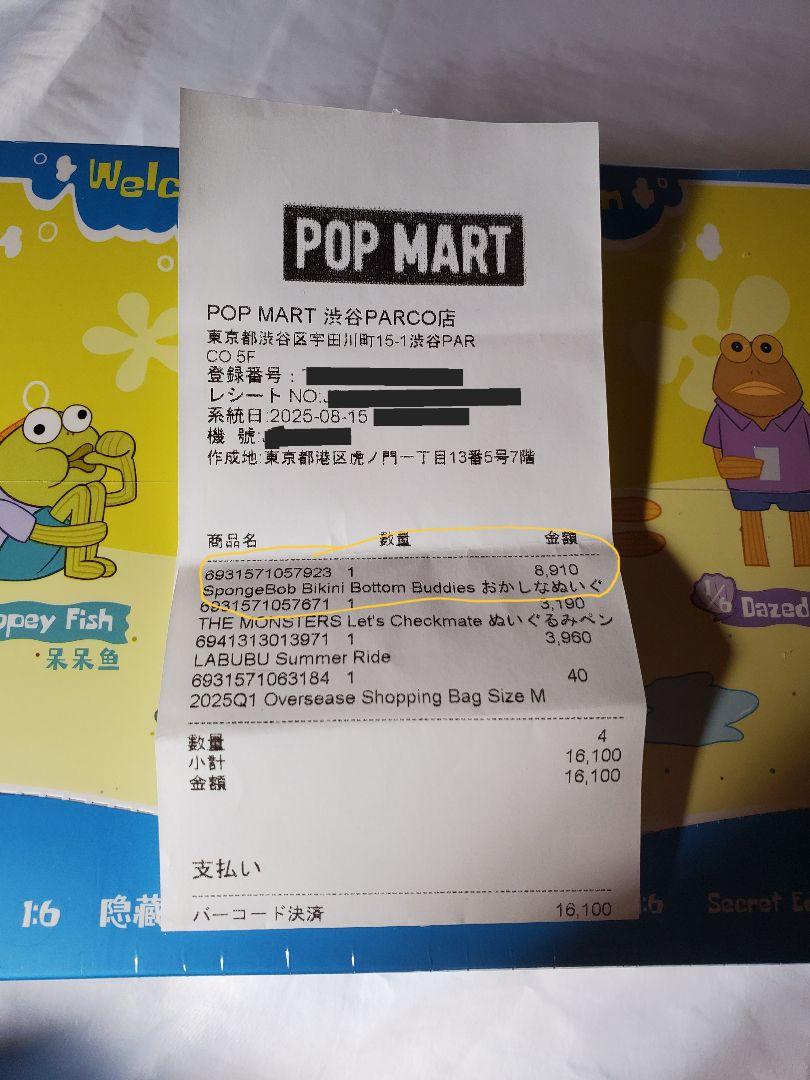 Welc
POP MART
POP MART 渋谷PARCO店
東京都渋谷区宇田川町15-1渋谷PAR
CO 5F
登録番号:
レシート NO:
系統日:2025-08-15
機 號:
作成地:東京都港区虎ノ門一丁目13番5号7階
商品名 数量 金額
6931571057923 1 8,910
SpongeBob Bikini Bottom Buddies おかしなぬいぐ
6931571057671 1 3,190
THE MONSTERS Let's Checkmate ぬいぐるみペン
6941313013971 1 3,960
LABUBU Summer Ride
6931571063184 1 40
2025Q1 Oversease Shopping Bag Size M
数量 4
小計 16,100
金額 16,100
支払い
バーコード決済 16,100
ppey Fish
呆呆鱼
1/6 Dazed
1:6 隐藏
:6 Secret Ed